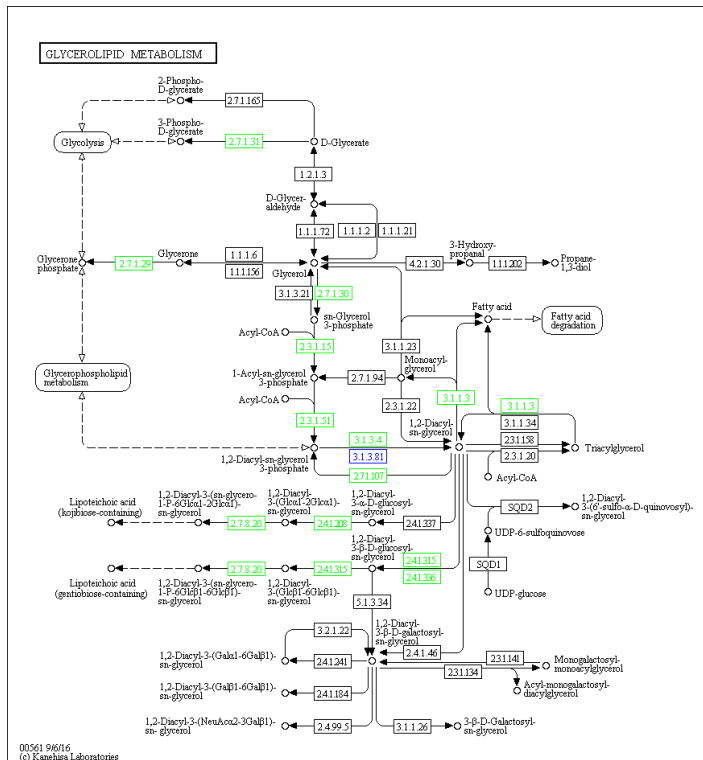 GLYCEROLIPID METABOLISM
2-Phospho-
D-glycerate
2.7.1.165
3-Phospho-
D-glycerate
Glycolysis
2.7.1.31
D-Glycerate
1.2.1.3
D-Glycer-
aldehyde
1.1.1.72
1.1.1.2
1.1.1.21
3-Hydroxy-
propanal
Glycerone
phosphate
2.7.1.29
Glycerone
1.1.1.6
1.1.1.156
Glycerol
4.2.1.30
1.1.1.202
Propane-
1,3-diol
3.1.3.21
2.7.1.30
Fatty acid
sn-Glycerol
3-phosphate
Fatty acid
degradation
Acyl-CoA
2.3.1.15
3.1.1.23
Glycerophospholipid
metabolism
1-Acyl-sn-glycerol
3-phosphate
2.7.1.94
Monoacyl-
glycerol
Acyl-CoA
2.3.1.22
3.1.1.3
3.1.1.3
2.3.1.51
1,2-Diacyl-
sn-glycerol
3.1.1.34
3.1.3.4
2.3.1.158
Triacylglycerol
1,2-Diacyl-sn-glycerol
3-phosphate
3.1.3.81
2.3.1.20
2.7.1.107
Acyl-CoA
Lipoteichoic acid
(kojibiose-containing)
1,2-Diacyl-3-(sn-glycero-
1-P-6Glcα1-2Glcα1)-
sn-glycerol
1,2-Diacyl-
3-(Glcα1-2Glcα1)-
sn-glycerol
1,2-Diacyl-
3-α-D-glucosyl-
sn-glycerol
SQD2
1,2-Diacyl-
3-(6'-sulfo-α-D-quinovosyl)-
sn-glycerol
2.7.8.20
2.4.1.208
2.4.1.337
UDP-6-sulfoquinovose
1,2-Diacyl-
3-β-D-glucosyl-
sn-glycerol
2.4.1.315
2.4.1.336
SQD1
2.7.8.20
2.4.1.315
Lipoteichoic acid
(gentiobiose-containing)
1,2-Diacyl-3-(sn-glycero-
1-P-6Glcβ1-6Glcβ1)-
sn-glycerol
1,2-Diacyl-
3-(Glcβ1-6Glcβ1)-
sn-glycerol
UDP-glucose
5.1.3.34
1,2-Diacyl-
3-β-D-galactosyl-
sn-glycerol
3.2.1.22
2.4.1.46
1,2-Diacyl-3-(Galα1-6Galβ1)-
sn-glycerol
2.4.1.241
2.3.1.141
2.3.1.134
Monogalactosyl-
monoacylglycerol
1,2-Diacyl-3-(Galβ1-6Galβ1)-
sn-glycerol
2.4.1.184
Acyl-monogalactosyl-
diacylglycerol
1,2-Diacyl-3-(NeuAcα2-3Galβ1)-
sn-glycerol
2.4.99.5
3.1.1.26
3-β-D-Galactosyl-
sn-glycerol
00561 9/6/16
(c) Kanehisa Laboratories